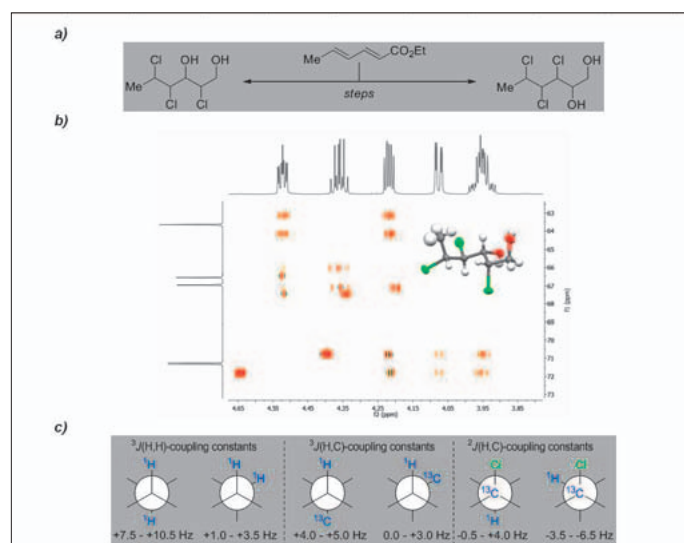 a)
Cl OH OH
Me
Cl Cl
Me CO₂Et
steps
Cl Cl OH
Me
Cl OH
b)
63
64
65
66
67
68
69
70
71
72
73
f1 (ppm)
4.65 4.55 4.45 4.35 4.25 4.15 4.05 3.95 3.85
f2 (ppm)
c)
³J(H,H)-coupling constants ³J(H,C)-coupling constants ²J(H,C)-coupling constants
¹H ¹H ¹H ¹H Cl Cl
¹H ¹³C ¹³C ¹H ¹³C
¹H ¹³C ¹H
+7.5 - +10.5 Hz +1.0 - +3.5 Hz +4.0 - +5.0 Hz 0.0 - +3.0 Hz -0.5 - +4.0 Hz -3.5 - -6.5 Hz